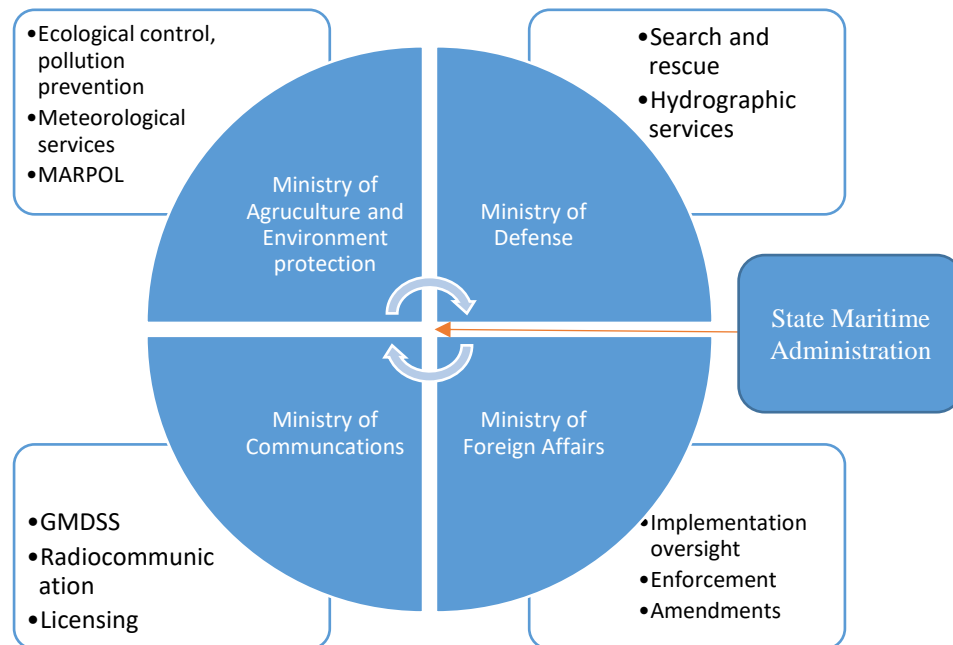 •Ecological control,
pollution
prevention
•Meteorological
services
•MARPOL
•Search and
rescue
•Hydrographic
services
Ministry of
Agruculture and
Environment
protection
Ministry of
Defense
State Maritime
Administration
Ministry of
Communcations
Ministry of
Foreign Affairs
•GMDSS
•Radiocommunic
ation
•Licensing
•Implementation
oversight
•Enforcement
•Amendments